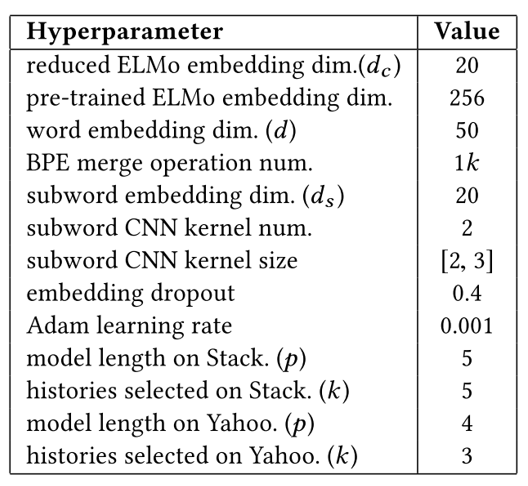 Hyperparameter Value
reduced ELMo embedding dim.(d_c) 20
pre-trained ELMo embedding dim. 256
word embedding dim. (d) 50
BPE merge operation num. 1k
subword embedding dim. (d_s) 20
subword CNN kernel num. 2
subword CNN kernel size [2, 3]
embedding dropout 0.4
Adam learning rate 0.001
model length on Stack. (p) 5
histories selected on Stack. (k) 5
model length on Yahoo. (p) 4
histories selected on Yahoo. (k) 3